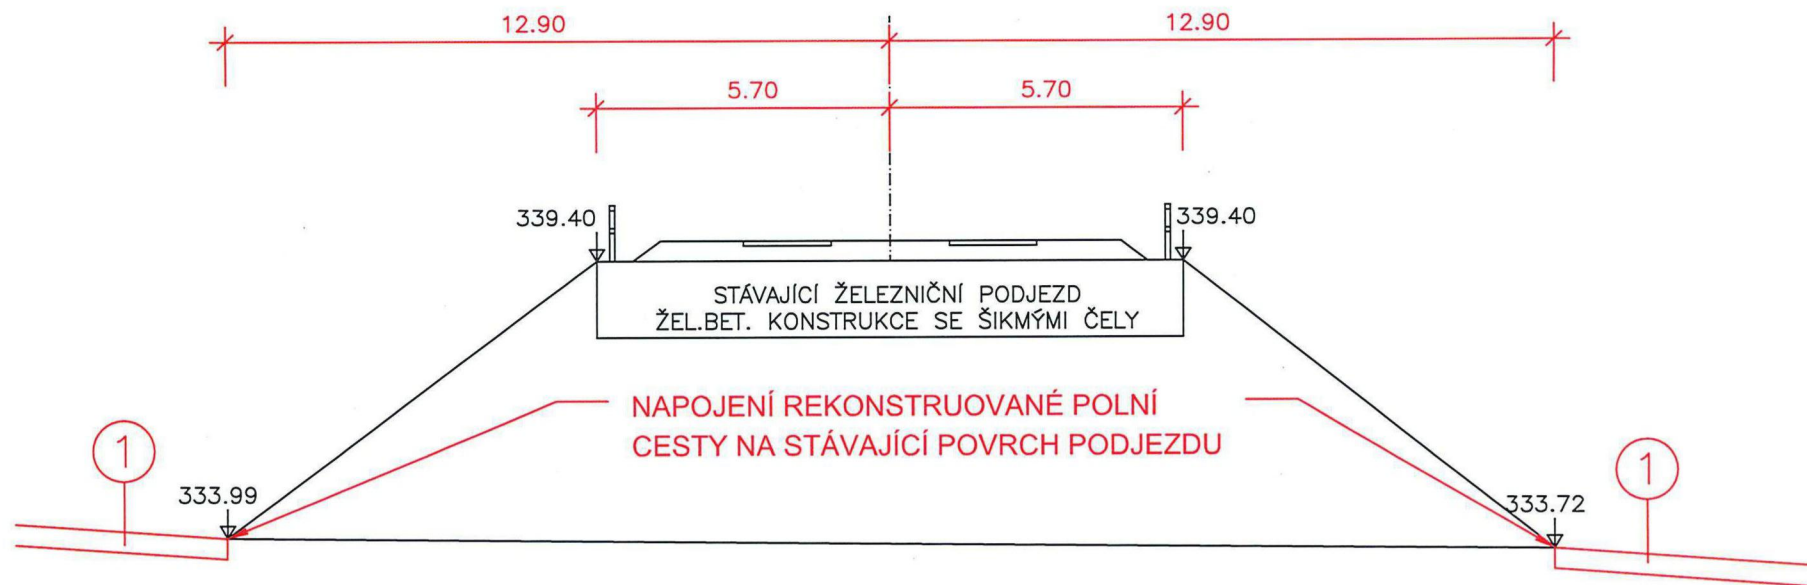 12.90
12.90
5.70
5.70
339.40
339.40
STÁVAJÍCÍ ŽELEZNIČNÍ PODJEZD
ŽEL.BET. KONSTRUKCE SE ŠIKMÝMI ČELY
NAPOJENÍ REKONSTRUOVANÉ POLNÍ
CESTY NA STÁVAJÍCÍ POVRCH PODJEZDU
1
1
333.99
333.72